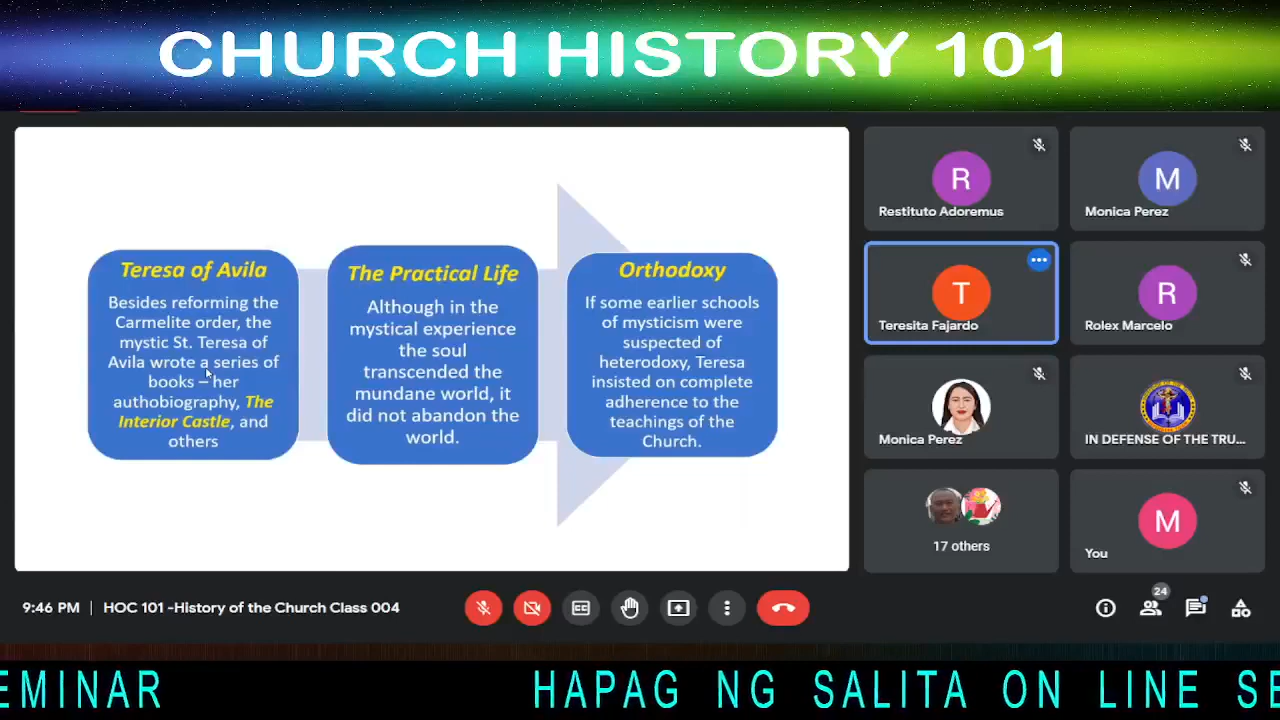 CHURCH HISTORY 101
Teresa of Avila
Besides reforming the
Carmelite order, the
mystic St. Teresa of
Avila wrote a series of
books – her
authobiography, The
Interior Castle, and
others
The Practical Life
Although in the
mystical experience
the soul
transcended the
mundane world, it
did not abandon the
world.
Orthodoxy
If some earlier schools
of mysticism were
suspected of
heterodoxy, Teresa
insisted on complete
adherence to the
teachings of the
Church.
R
Restituto Adoremus
M
Monica Perez
T
Teresita Fajardo
R
Rolex Marcelo
Monica Perez
IN DEFENSE OF THE TRU...
17 others
M
You
9:46 PM | HOC 101 -History of the Church Class 004
24
EMINAR HAPAG NG SALITA ON LINE SE